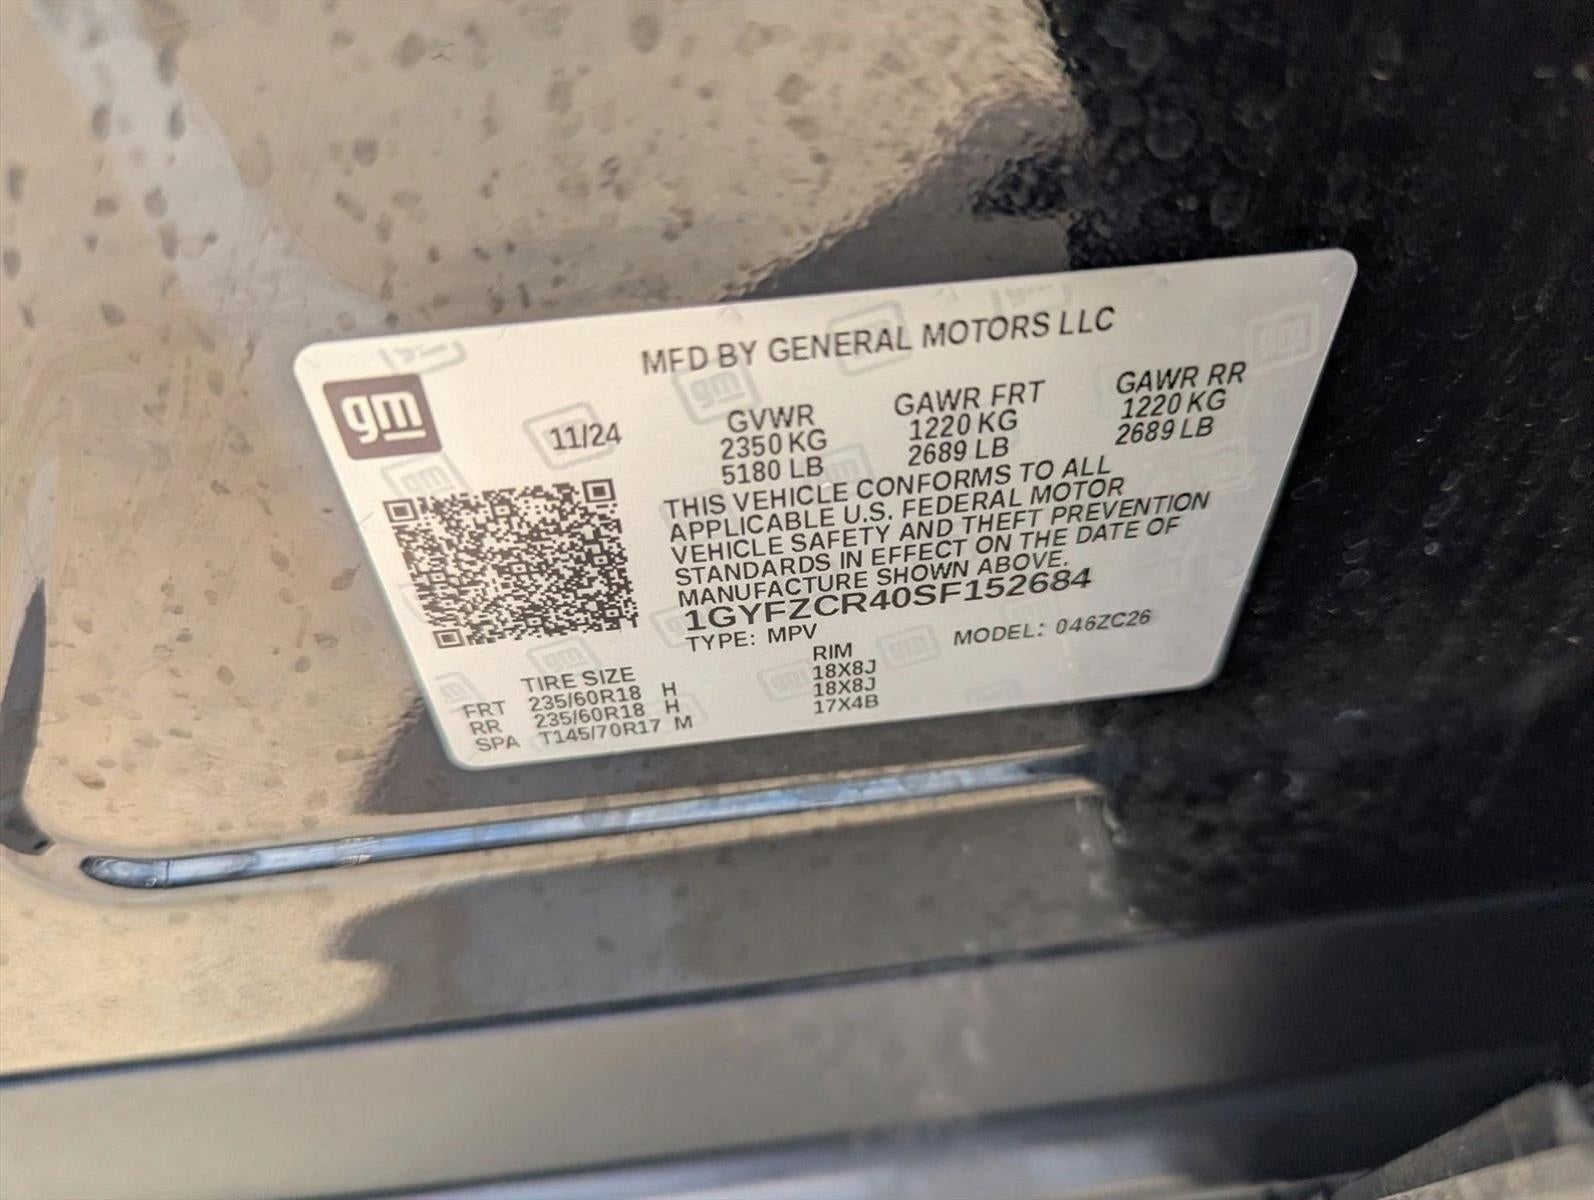 MFD BY GENERAL MOTORS LLC
gm
11/24
GVWR
2350 KG
5180 LB
GAWR FRT
1220 KG
2689 LB
GAWR RR
1220 KG
2689 LB
THIS VEHICLE CONFORMS TO ALL
APPLICABLE U.S. FEDERAL MOTOR
VEHICLE SAFETY AND THEFT PREVENTION
STANDARDS IN EFFECT ON THE DATE OF
MANUFACTURE SHOWN ABOVE.
1GYFZCR40SF152684
TYPE: MPV
MODEL: 046ZC26
TIRE SIZE RIM
FRT 235/60R18 H 18X8J
RR 235/60R18 H 18X8J
SPA T145/70R17 M 17X4B